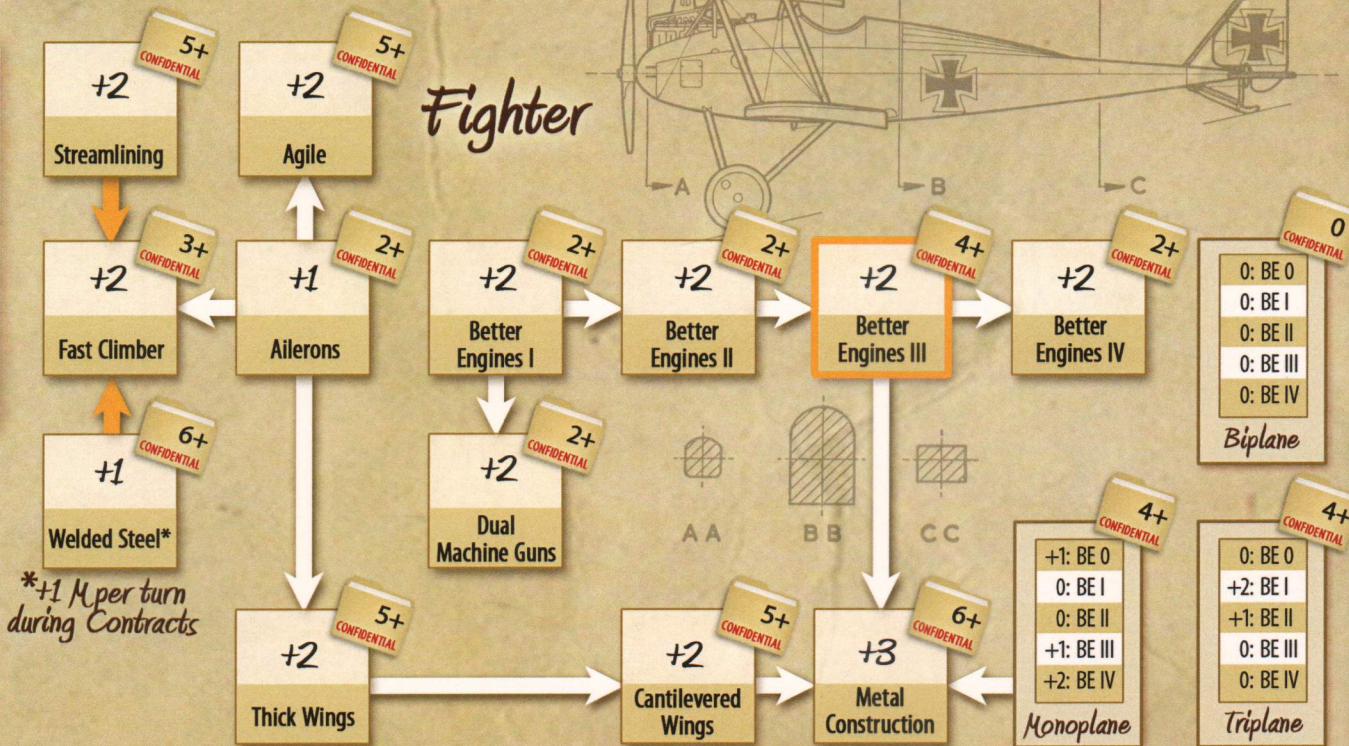 5+
CONFIDENTIAL
+2
Streamlining
5+
CONFIDENTIAL
+2
Agile
Fighter
A
B
C
3+
CONFIDENTIAL
+2
Fast Climber
2+
CONFIDENTIAL
+1
Ailerons
2+
CONFIDENTIAL
+2
Better
Engines I
2+
CONFIDENTIAL
+2
Better
Engines II
4+
CONFIDENTIAL
+2
Better
Engines III
2+
CONFIDENTIAL
+2
Better
Engines IV
0
CONFIDENTIAL
0: BE 0
0: BE I
0: BE II
0: BE III
0: BE IV
Biplane
6+
CONFIDENTIAL
+1
Welded Steel*
*+1 M per turn
during Contracts
2+
CONFIDENTIAL
+2
Dual
Machine Guns
A A
B B
C C
5+
CONFIDENTIAL
+2
Thick Wings
5+
CONFIDENTIAL
+2
Cantilevered
Wings
6+
CONFIDENTIAL
+3
Metal
Construction
4+
CONFIDENTIAL
+1: BE 0
0: BE I
0: BE II
+1: BE III
+2: BE IV
Monoplane
4+
CONFIDENTIAL
0: BE 0
+2: BE I
+1: BE II
0: BE III
0: BE IV
Triplane